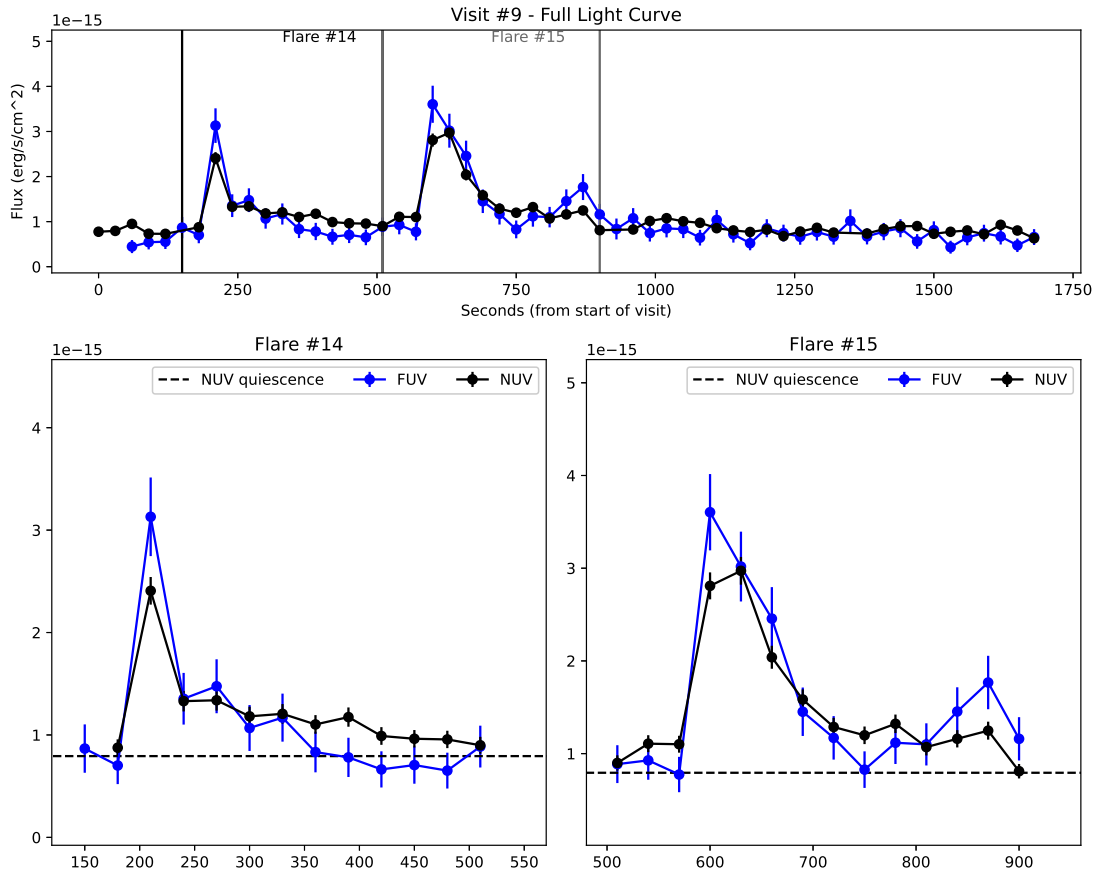 Visit #9 - Full Light Curve
1e−15
Flare #14
Flare #15
5
4
3
2
1
0
Flux (erg/s/cm^2)
0 250 500 750 1000 1250 1500 1750
Seconds (from start of visit)
Flare #14
1e−15
NUV quiescence FUV NUV
4
3
2
1
0
150 200 250 300 350 400 450 500 550
Flare #15
1e−15
NUV quiescence FUV NUV
5
4
3
2
1
500 600 700 800 900